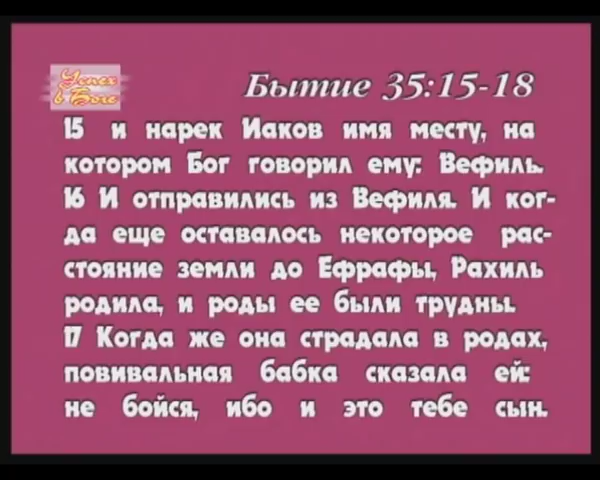 Успех
в Боге
Бытие 35:15-18
15 и нарек Иаков имя месту, на
котором Бог говорил ему: Вефиль.
16 И отправились из Вефиля. И ког-
да еще оставалось некоторое рас-
стояние земли до Ефрафы, Рахиль
родила, и роды ее были трудны.
17 Когда же она страдала в родах,
повивальная бабка сказала ей:
не бойся, ибо и это тебе сын.